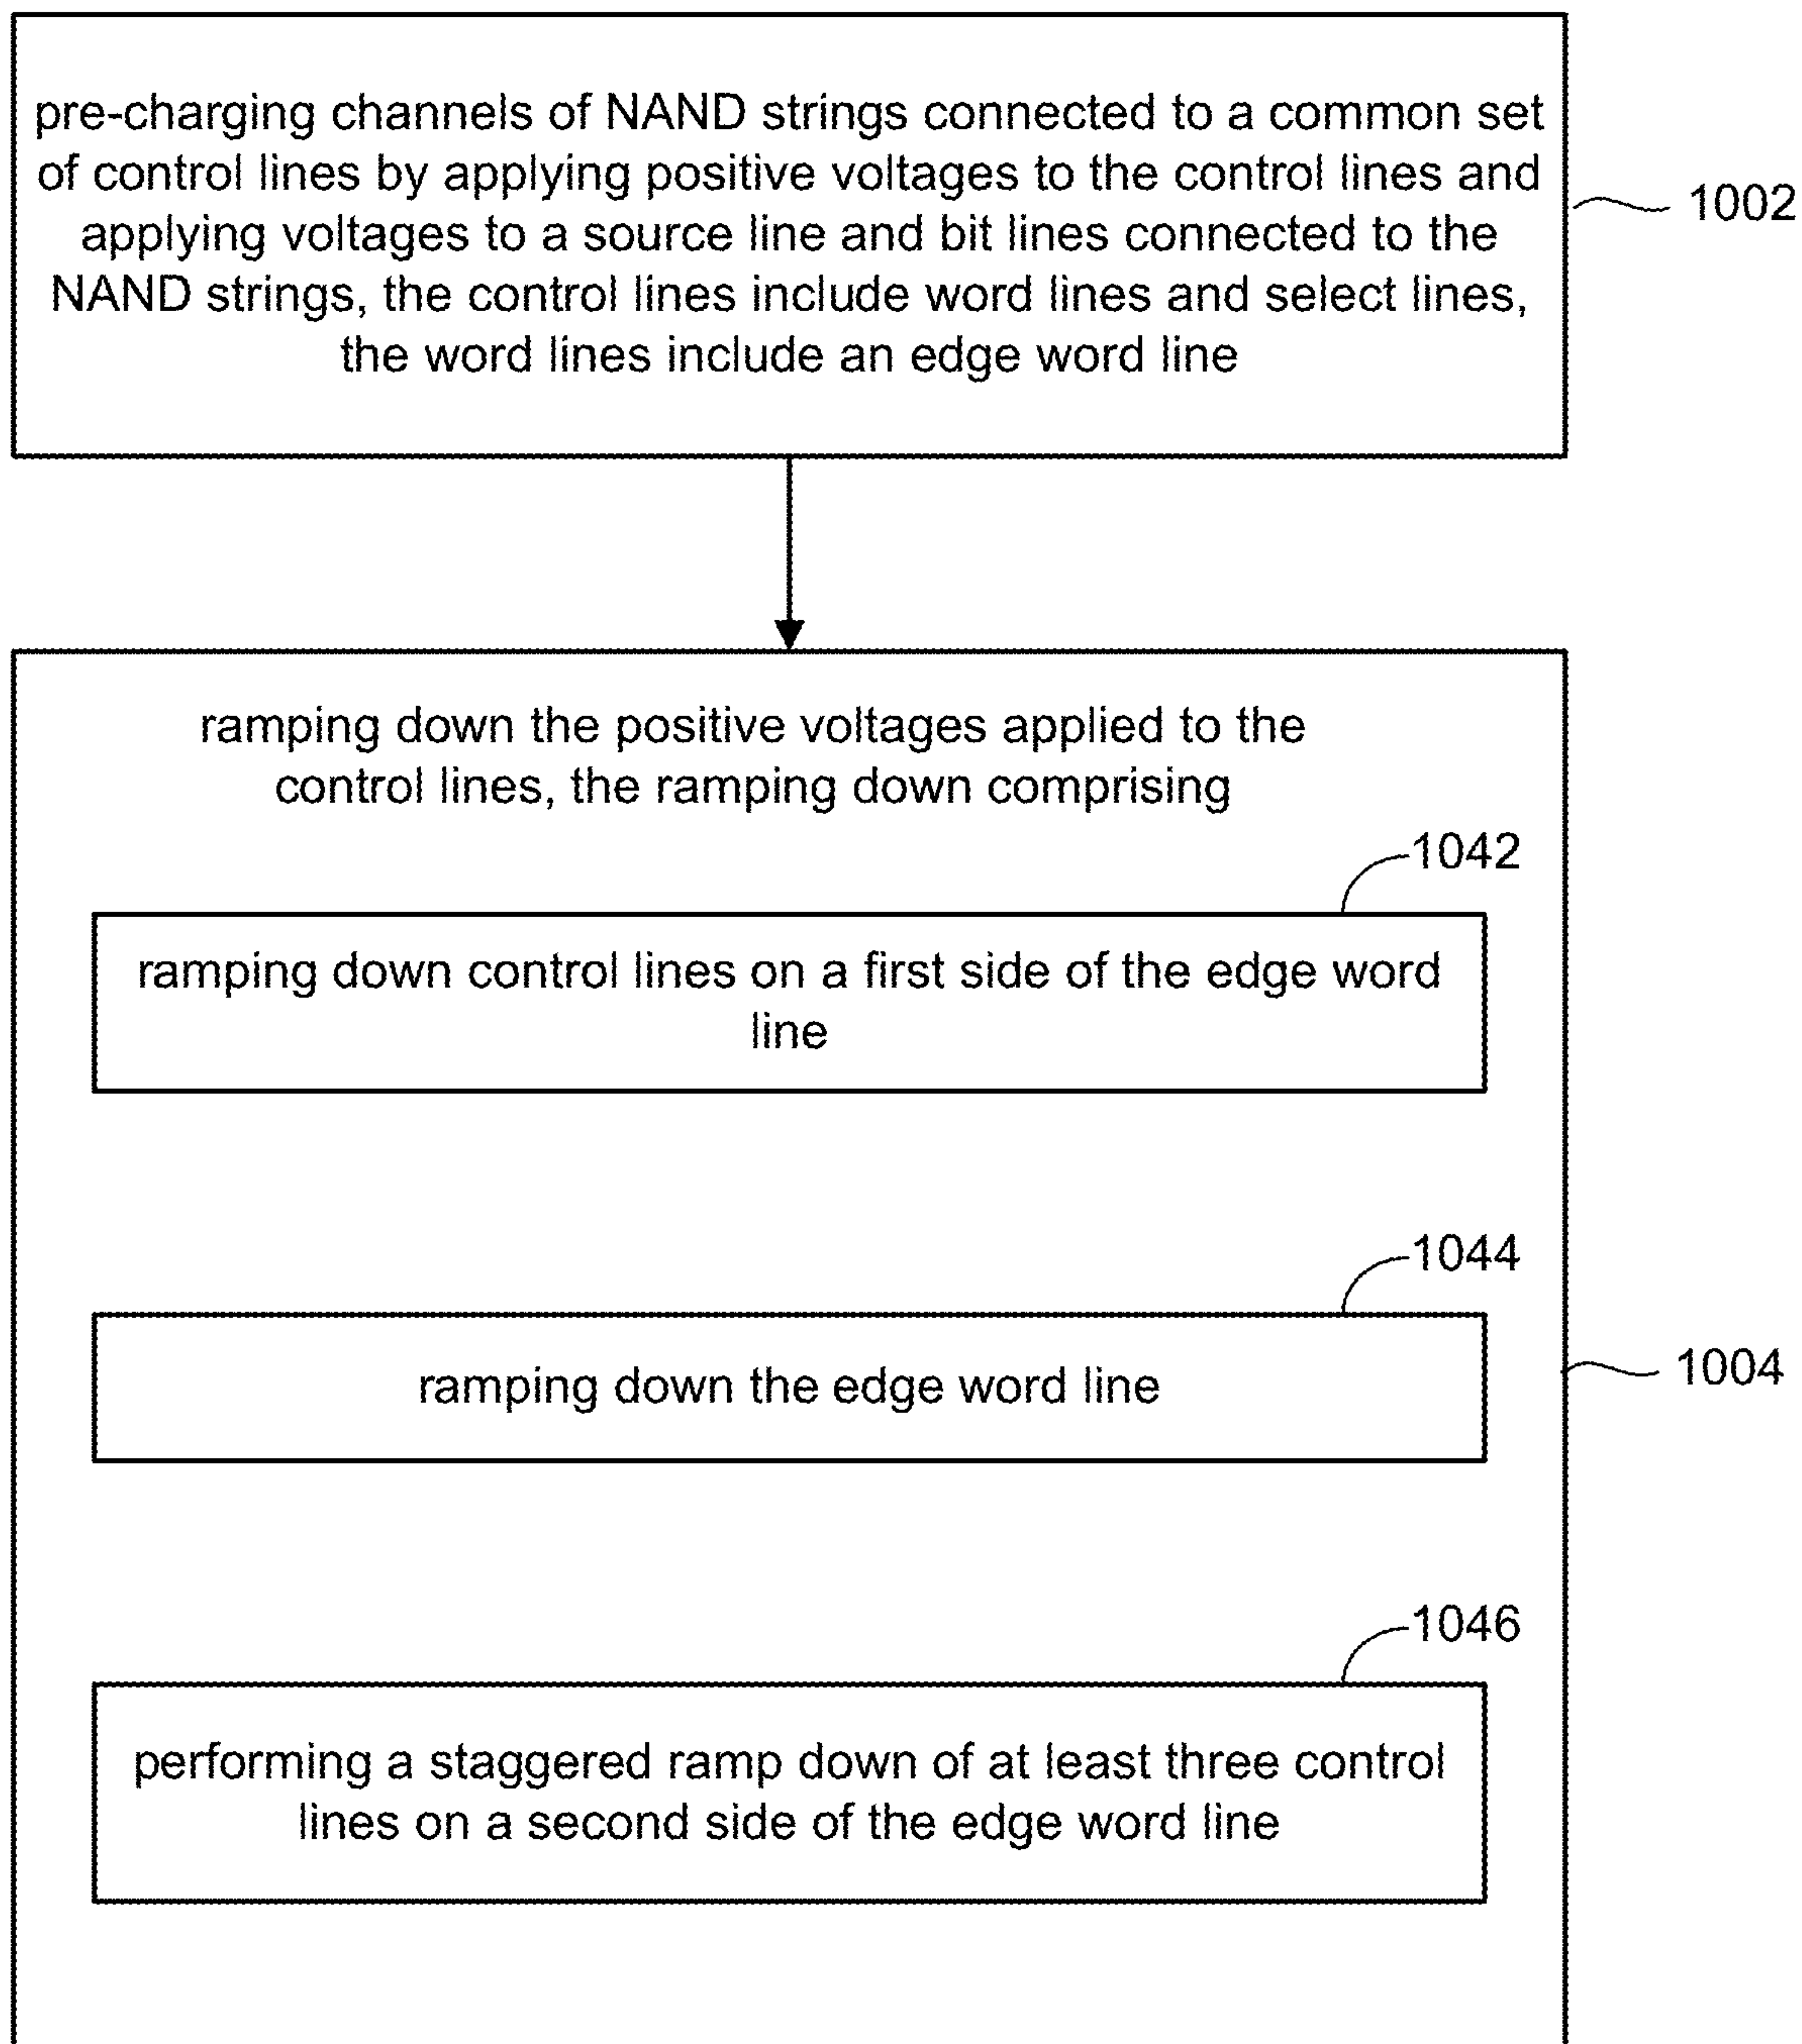 pre-charging channels of NAND strings connected to a common set
of control lines by applying positive voltages to the control lines and
applying voltages to a source line and bit lines connected to the
NAND strings, the control lines include word lines and select lines,
the word lines include an edge word line
1002
ramping down the positive voltages applied to the
control lines, the ramping down comprising
1042
ramping down control lines on a first side of the edge word
line
1044
ramping down the edge word line
1004
1046
performing a staggered ramp down of at least three control
lines on a second side of the edge word line